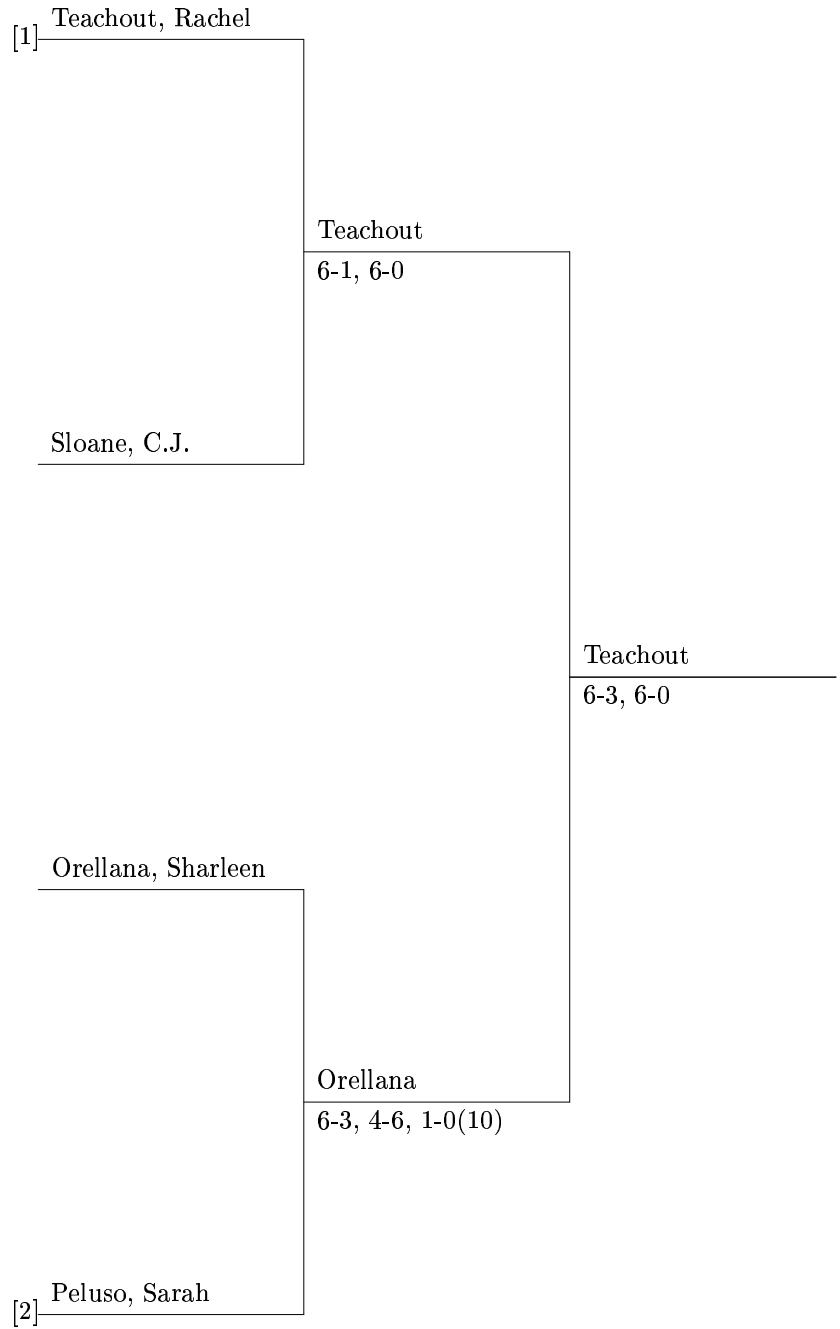 Teachout, Rachel
[1]
Teachout
6-1, 6-0
Sloane, C.J.
Teachout
6-3, 6-0
Orellana, Sharleen
Orellana
6-3, 4-6, 1-0(10)
Peluso, Sarah
[2]